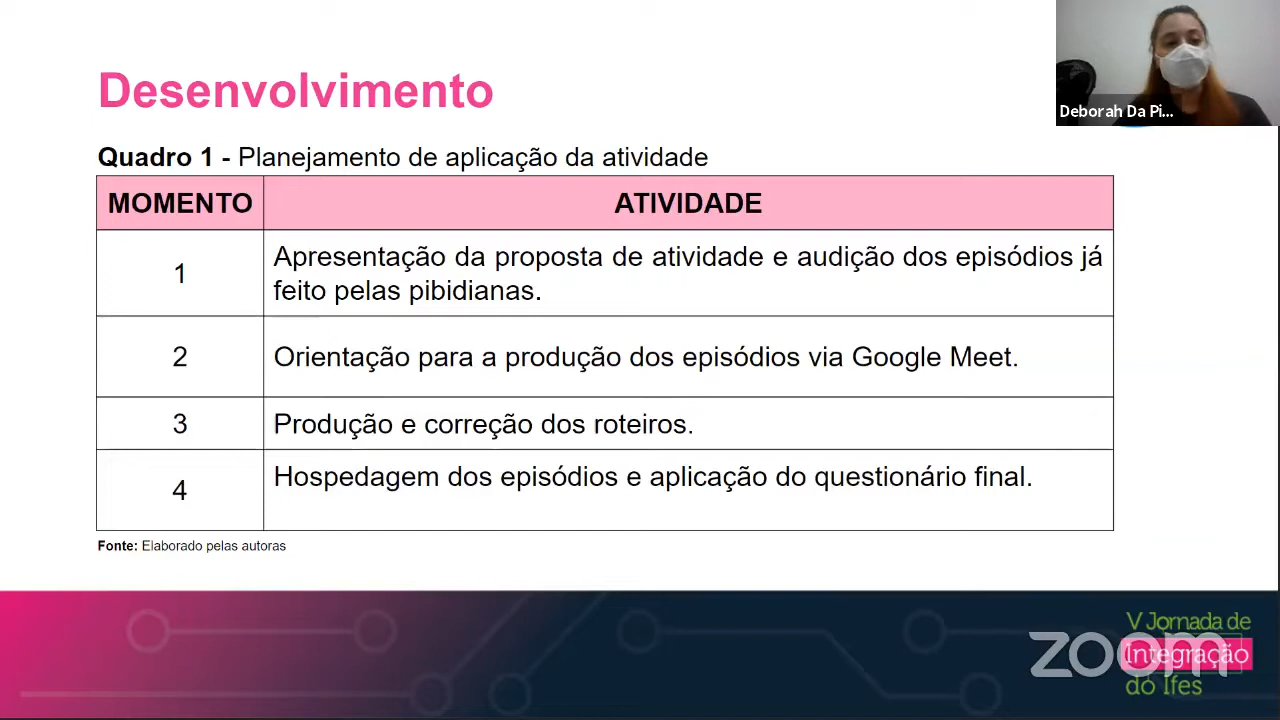 Desenvolvimento
Deborah Da Pi...
Quadro 1 - Planejamento de aplicação da atividade
MOMENTO ATIVIDADE
1 Apresentação da proposta de atividade e audição dos episódios já
feito pelas pibidianas.
2 Orientação para a produção dos episódios via Google Meet.
3 Produção e correção dos roteiros.
4 Hospedagem dos episódios e aplicação do questionário final.
Fonte: Elaborado pelas autoras
V Jornada de
Integração
do Ifes
zoom